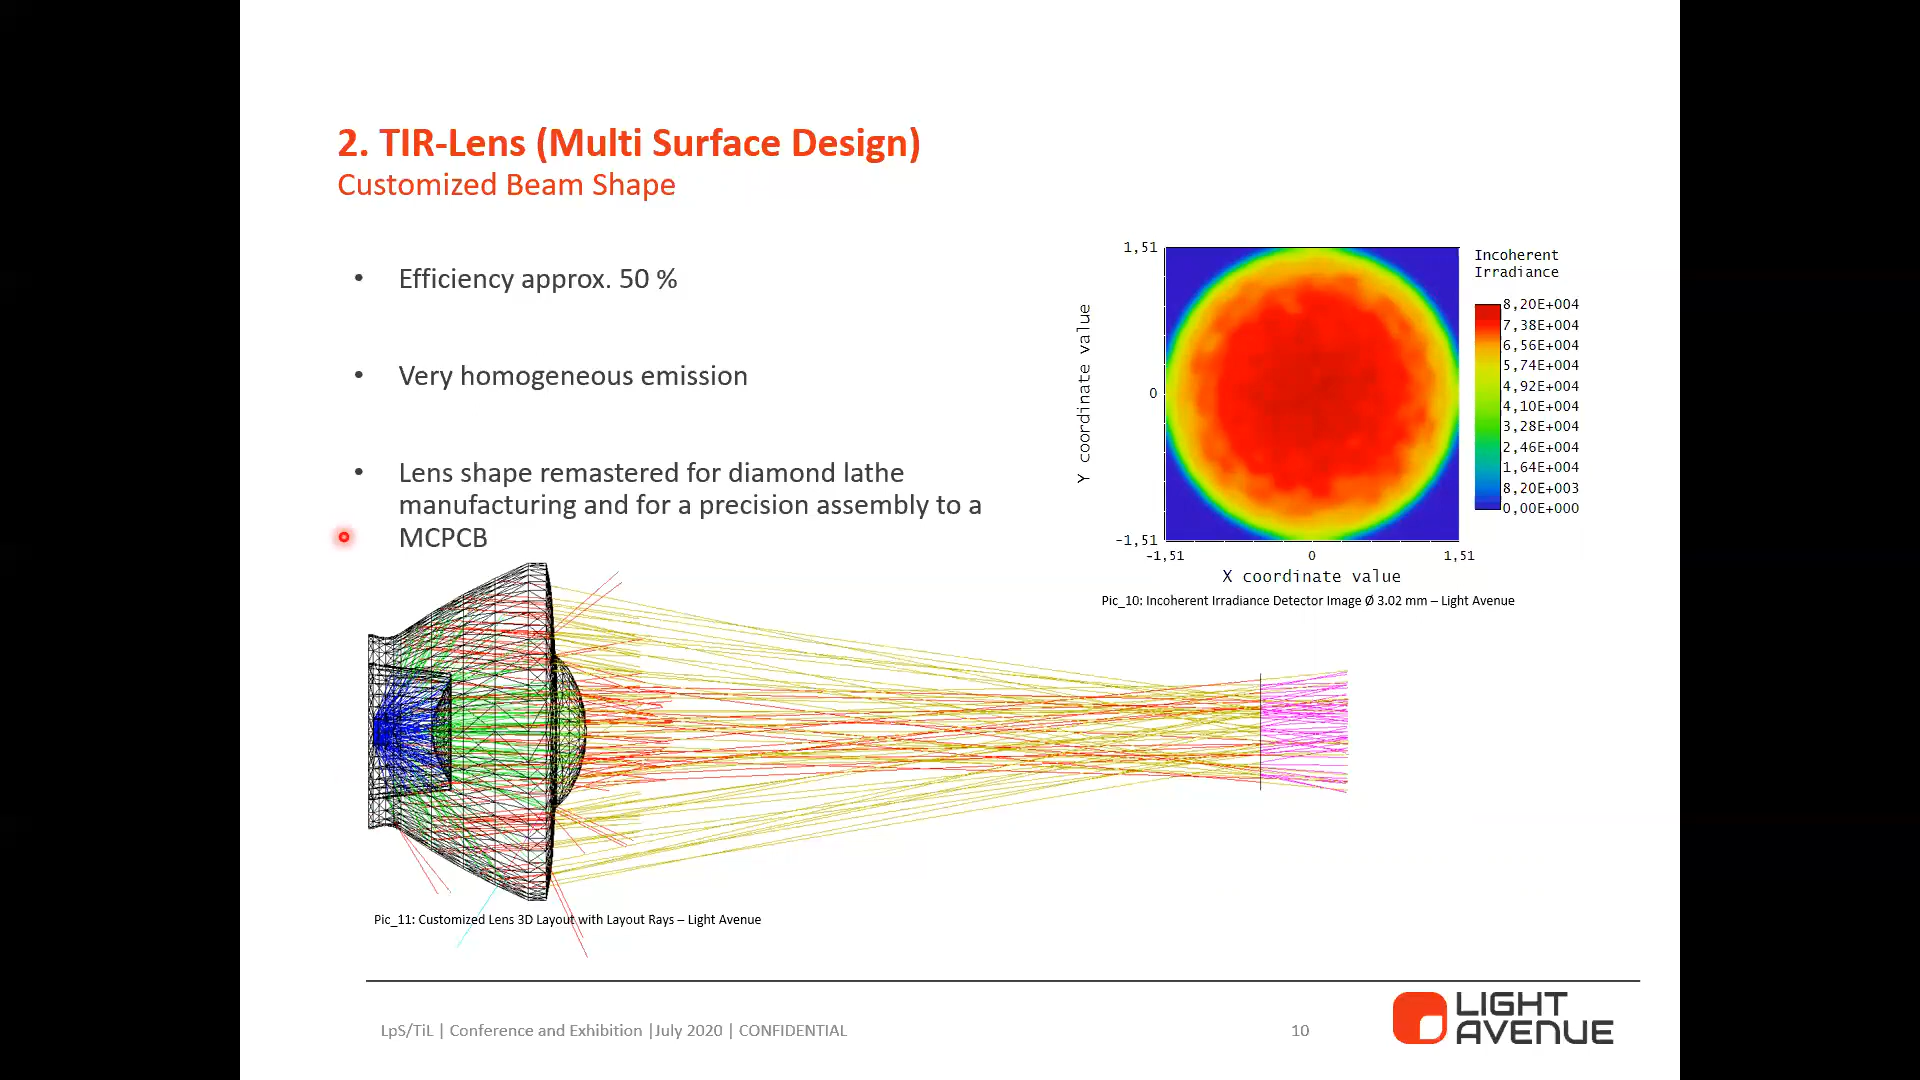 2. TIR-Lens (Multi Surface Design)
Customized Beam Shape
• Efficiency approx. 50 %
• Very homogeneous emission
• Lens shape remastered for diamond lathe
manufacturing and for a precision assembly to a
MCPCB
1,51
0
-1,51
Y coordinate value
-1,51
0
1,51
X coordinate value
Incoherent
Irradiance
8,20E+004
7,38E+004
6,56E+004
5,74E+004
4,92E+004
4,10E+004
3,28E+004
2,46E+004
1,64E+004
8,20E+003
0,00E+000
Pic_10: Incoherent Irradiance Detector Image Ø 3.02 mm – Light Avenue
Pic_11: Customized Lens 3D Layout with Layout Rays – Light Avenue
LpS/TiL | Conference and Exhibition |July 2020 | CONFIDENTIAL
10
LIGHT
AVENUE